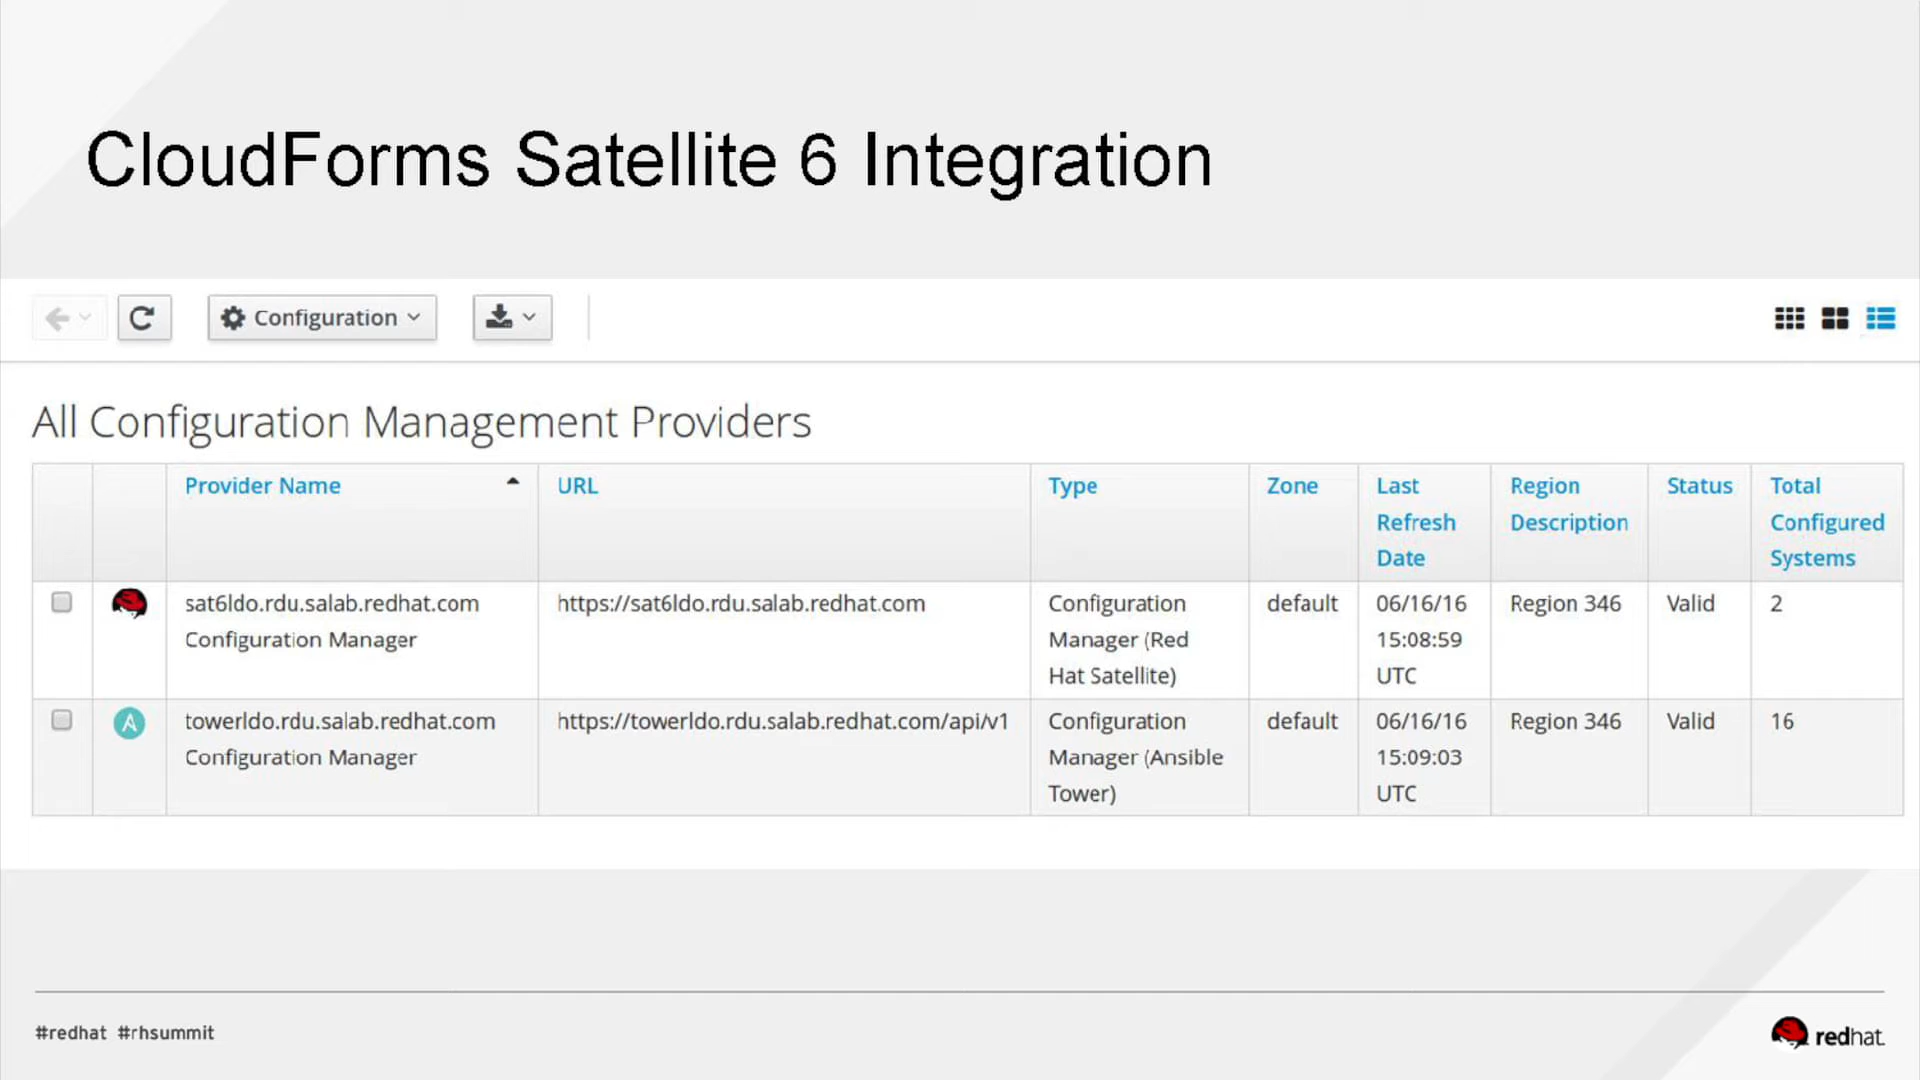 CloudForms Satellite 6 Integration
Configuration
All Configuration Management Providers
Provider Name URL Type Zone Last Refresh Date Region Description Status Total Configured Systems
sat6ldo.rdu.salab.redhat.com Configuration Manager https://sat6ldo.rdu.salab.redhat.com Configuration Manager (Red Hat Satellite) default 06/16/16 15:08:59 UTC Region 346 Valid 2
towerldo.rdu.salab.redhat.com Configuration Manager https://towerldo.rdu.salab.redhat.com/api/v1 Configuration Manager (Ansible Tower) default 06/16/16 15:09:03 UTC Region 346 Valid 16
#redhat #rhsummit
redhat.